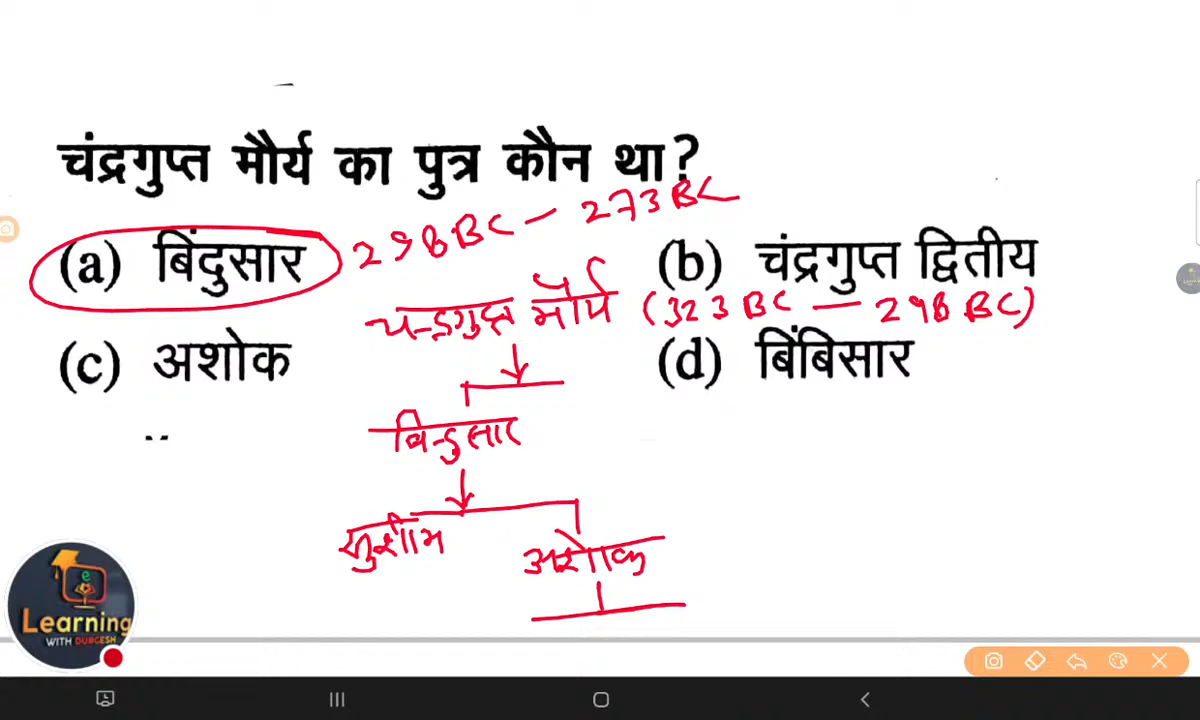 चंद्रगुप्त मौर्य का पुत्र कौन था?
(a) बिंदुसार 298 BC - 273 BC
(b) चंद्रगुप्त द्वितीय
चन्द्रगुप्त मौर्य (323 BC - 298 BC)
(c) अशोक
(d) बिंबिसार
बिन्दुसार
सुशीम
अशोक
e
Learning
WITH DURGESH